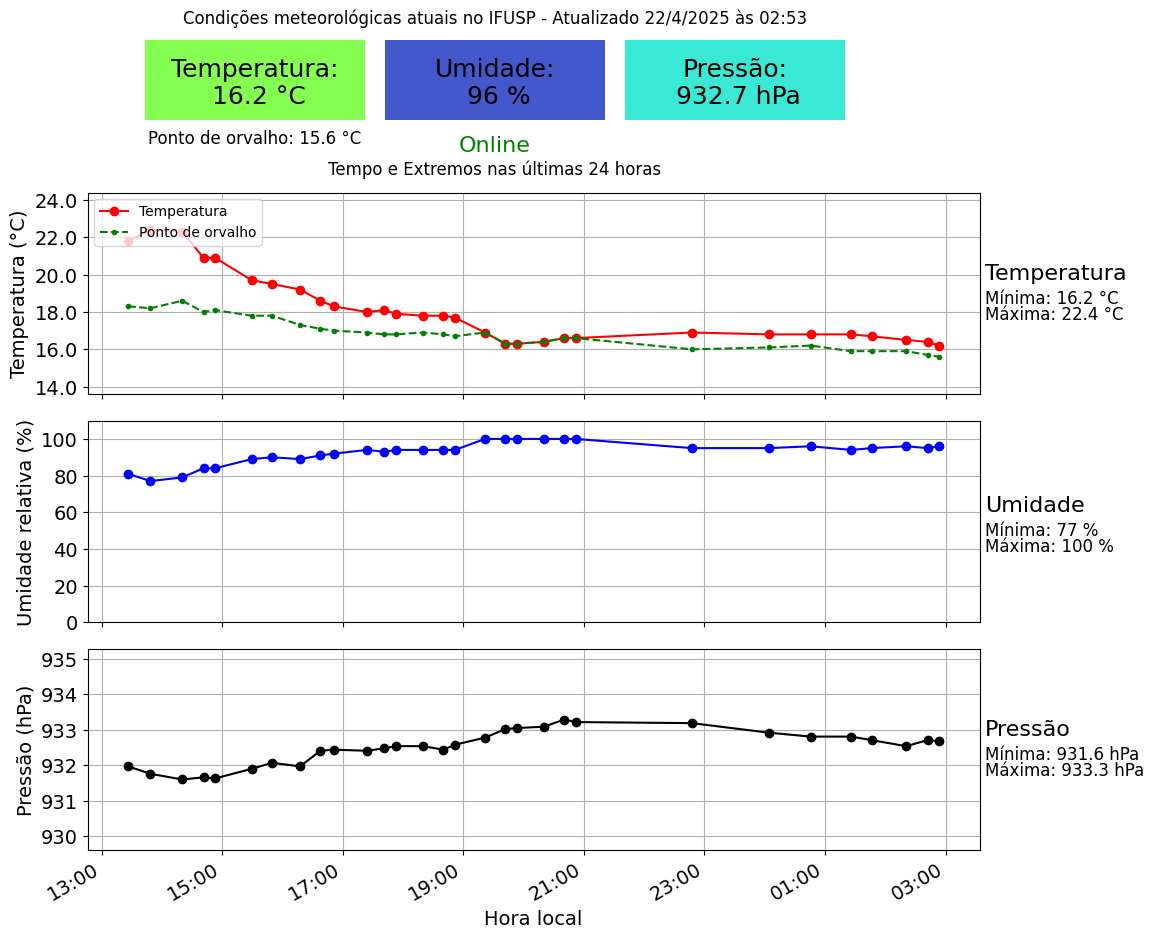 Condições meteorológicas atuais no IFUSP - Atualizado 22/4/2025 às 02:53
Temperatura:
16.2 °C
Umidade:
96 %
Pressão:
932.7 hPa
Ponto de orvalho: 15.6 °C
Online
Tempo e Extremos nas últimas 24 horas
Temperatura (°C)
24.0
22.0
20.0
18.0
16.0
14.0
Temperatura
Ponto de orvalho
Temperatura
Mínima: 16.2 °C
Máxima: 22.4 °C
Umidade relativa (%)
100
80
60
40
20
0
Umidade
Mínima: 77 %
Máxima: 100 %
Pressão (hPa)
935
934
933
932
931
930
Pressão
Mínima: 931.6 hPa
Máxima: 933.3 hPa
13:00
15:00
17:00
19:00
21:00
23:00
01:00
03:00
Hora local